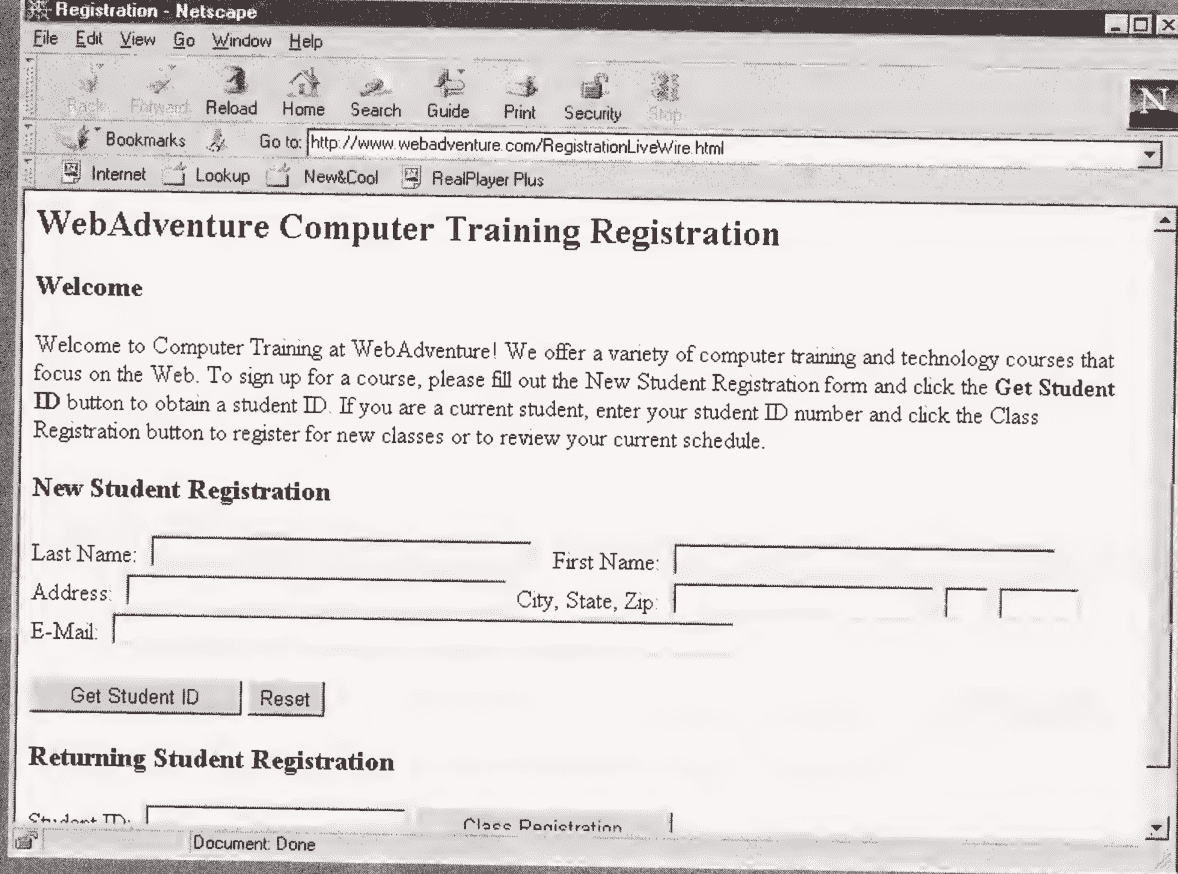 Registration - Netscape
File Edit View Go Window Help
Back Forward Reload Home Search Guide Print Security Stop
N
Bookmarks Go to: http://www.webadventure.com/RegistrationLiveWire.html
Internet Lookup New&Cool RealPlayer Plus
WebAdventure Computer Training Registration
Welcome
Welcome to Computer Training at WebAdventure! We offer a variety of computer training and technology courses that
focus on the Web. To sign up for a course, please fill out the New Student Registration form and click the Get Student
ID button to obtain a student ID. If you are a current student, enter your student ID number and click the Class
Registration button to register for new classes or to review your current schedule.
New Student Registration
Last Name: First Name:
Address: City, State, Zip:
E-Mail:
Get Student ID Reset
Returning Student Registration
Student ID: Class Registration
Document: Done